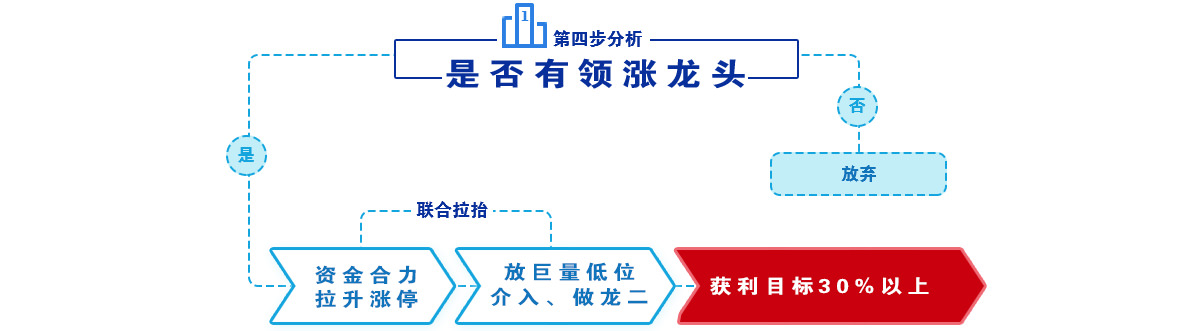 1
第四步分析
是否有领涨龙头
否
是
放弃
联合拉抬
资金合力
拉升涨停
放巨量低位
介入、做龙二
获利目标30%以上